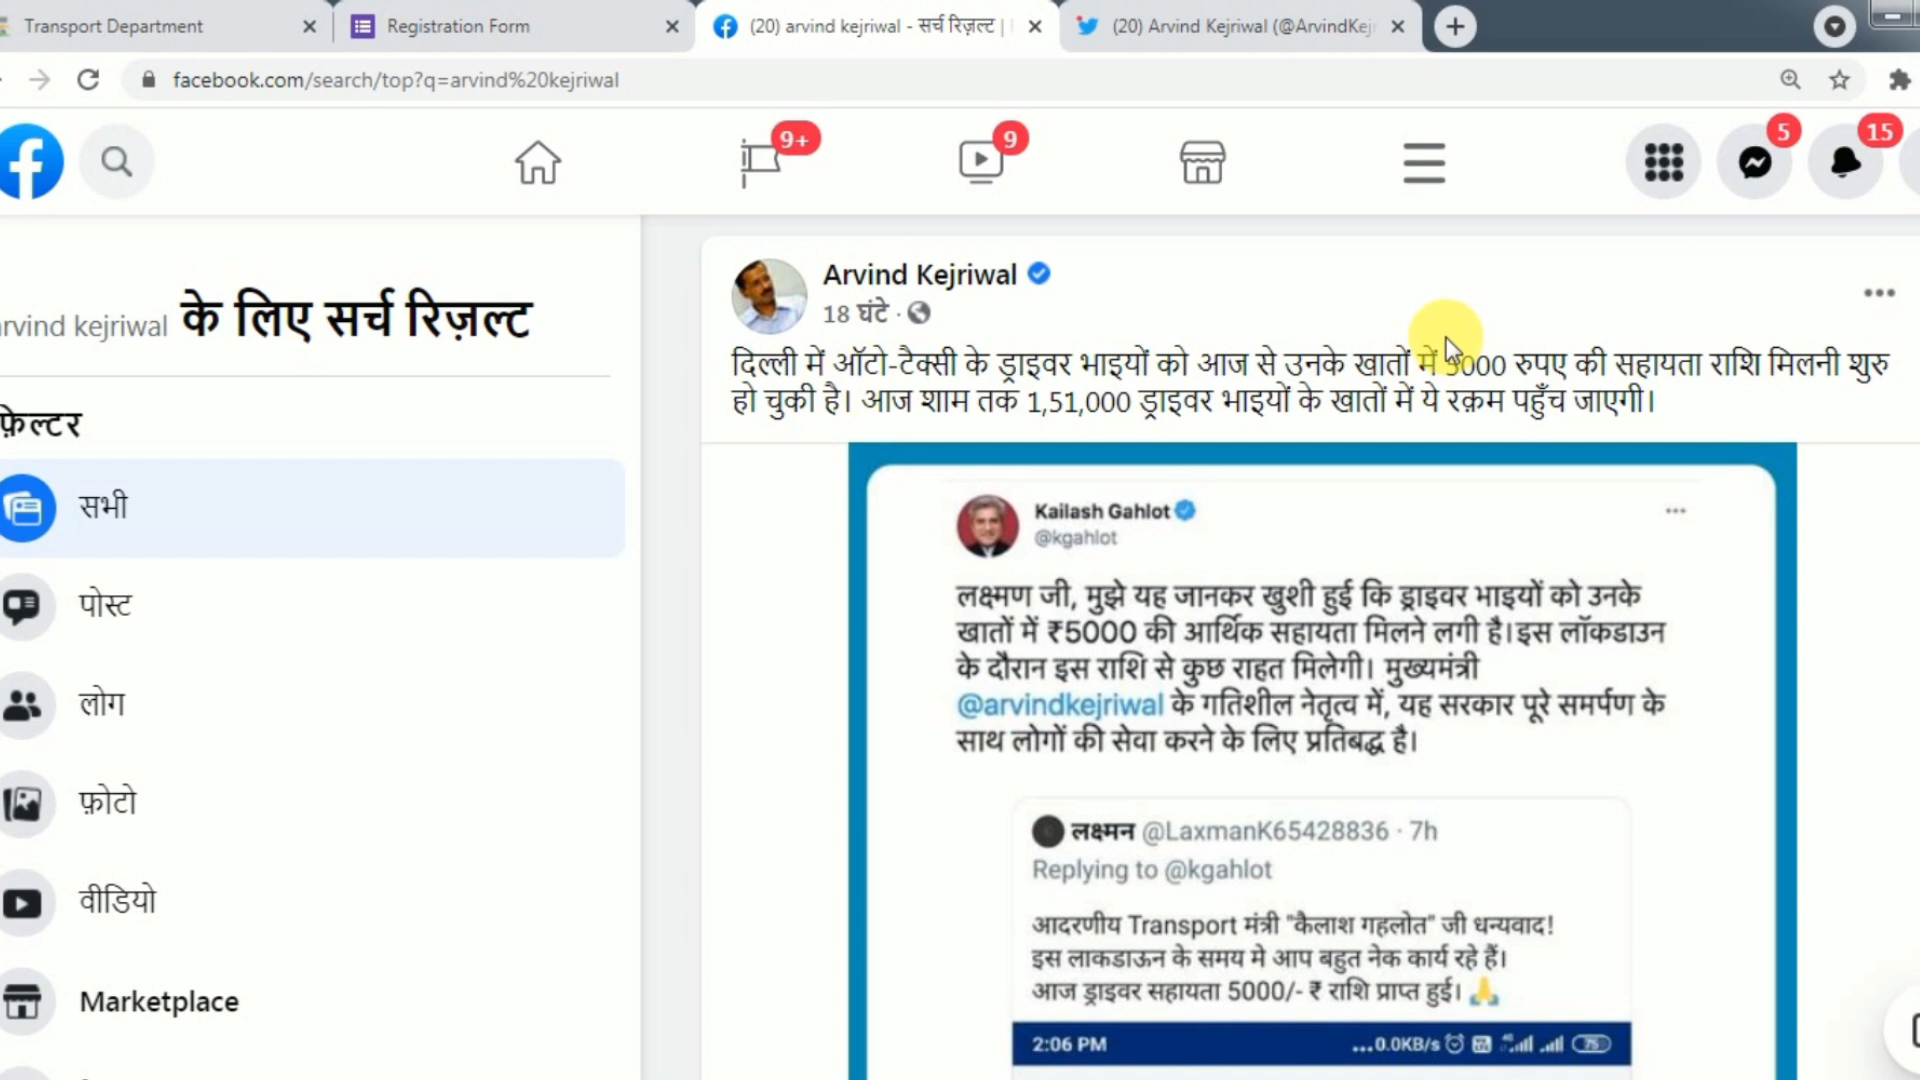 Transport Department
Registration Form
(20) arvind kejriwal - सर्च रिज़ल्ट |
(20) Arvind Kejriwal (@ArvindKej
facebook.com/search/top?q=arvind%20kejriwal
9+
9
5
15
arvind kejriwal के लिए सर्च रिज़ल्ट
फ़िल्टर
सभी
पोस्ट
लोग
फ़ोटो
वीडियो
Marketplace
Arvind Kejriwal
18 घंटे ·
दिल्ली में ऑटो-टैक्सी के ड्राइवर भाइयों को आज से उनके खातों में 5000 रुपए की सहायता राशि मिलनी शुरु
हो चुकी है। आज शाम तक 1,51,000 ड्राइवर भाइयों के खातों में ये रक़म पहुँच जाएगी।
Kailash Gahlot
@kgahlot
लक्ष्मण जी, मुझे यह जानकर खुशी हुई कि ड्राइवर भाइयों को उनके
खातों में ₹5000 की आर्थिक सहायता मिलने लगी है।इस लॉकडाउन
के दौरान इस राशि से कुछ राहत मिलेगी। मुख्यमंत्री
@arvindkejriwal के गतिशील नेतृत्व में, यह सरकार पूरे समर्पण के
साथ लोगों की सेवा करने के लिए प्रतिबद्ध है।
लक्ष्मन @LaxmanK65428836 · 7h
Replying to @kgahlot
आदरणीय Transport मंत्री "कैलाश गहलोत" जी धन्यवाद!
इस लाकडाऊन के समय मे आप बहुत नेक कार्य रहे हैं।
आज ड्राइवर सहायता 5000/- ₹ राशि प्राप्त हुई। 🙏
2:06 PM
...0.0KB/s
75